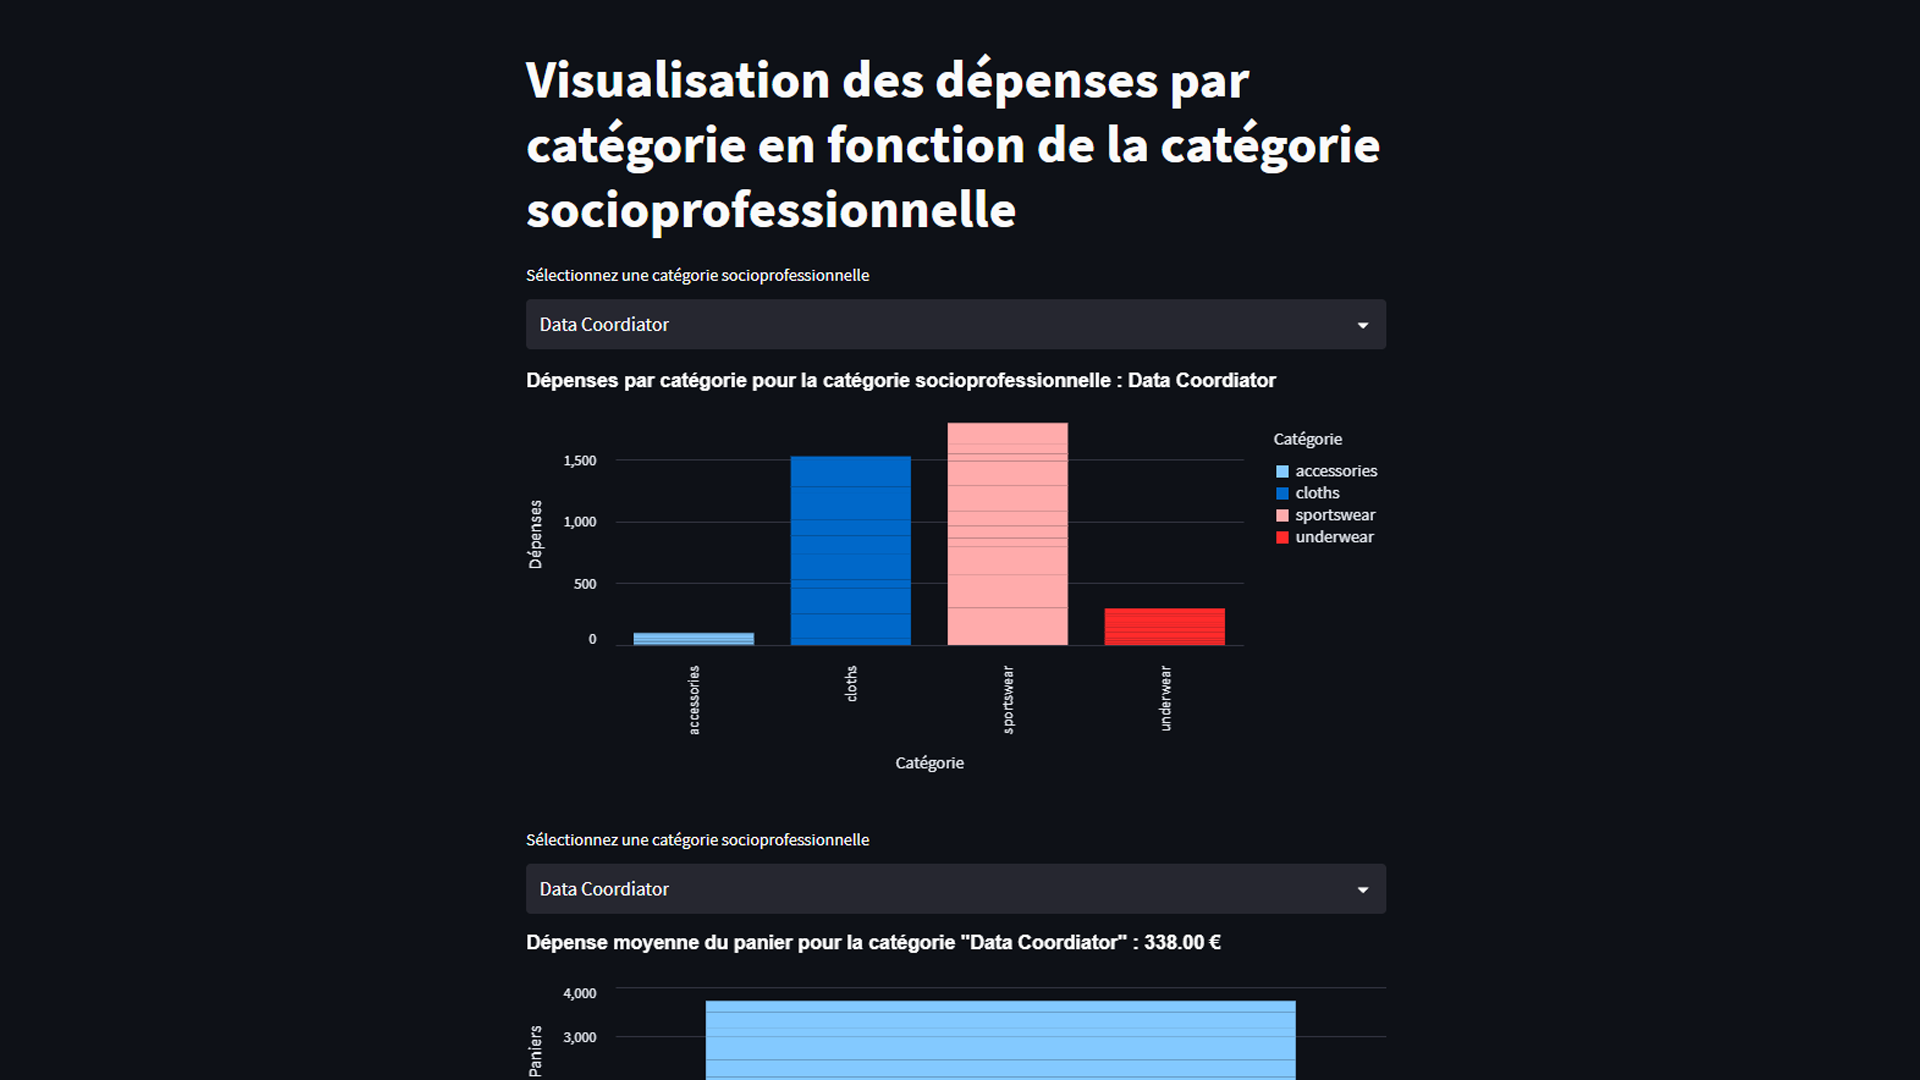 Visualisation des dépenses par
catégorie en fonction de la catégorie
socioprofessionnelle
Sélectionnez une catégorie socioprofessionnelle
Data Coordiator
Dépenses par catégorie pour la catégorie socioprofessionnelle : Data Coordiator
Dépenses
1,500
1,000
500
0
accessories
cloths
sportswear
underwear
Catégorie
Catégorie
accessories
cloths
sportswear
underwear
Sélectionnez une catégorie socioprofessionnelle
Data Coordiator
Dépense moyenne du panier pour la catégorie "Data Coordiator" : 338.00 €
Paniers
4,000
3,000